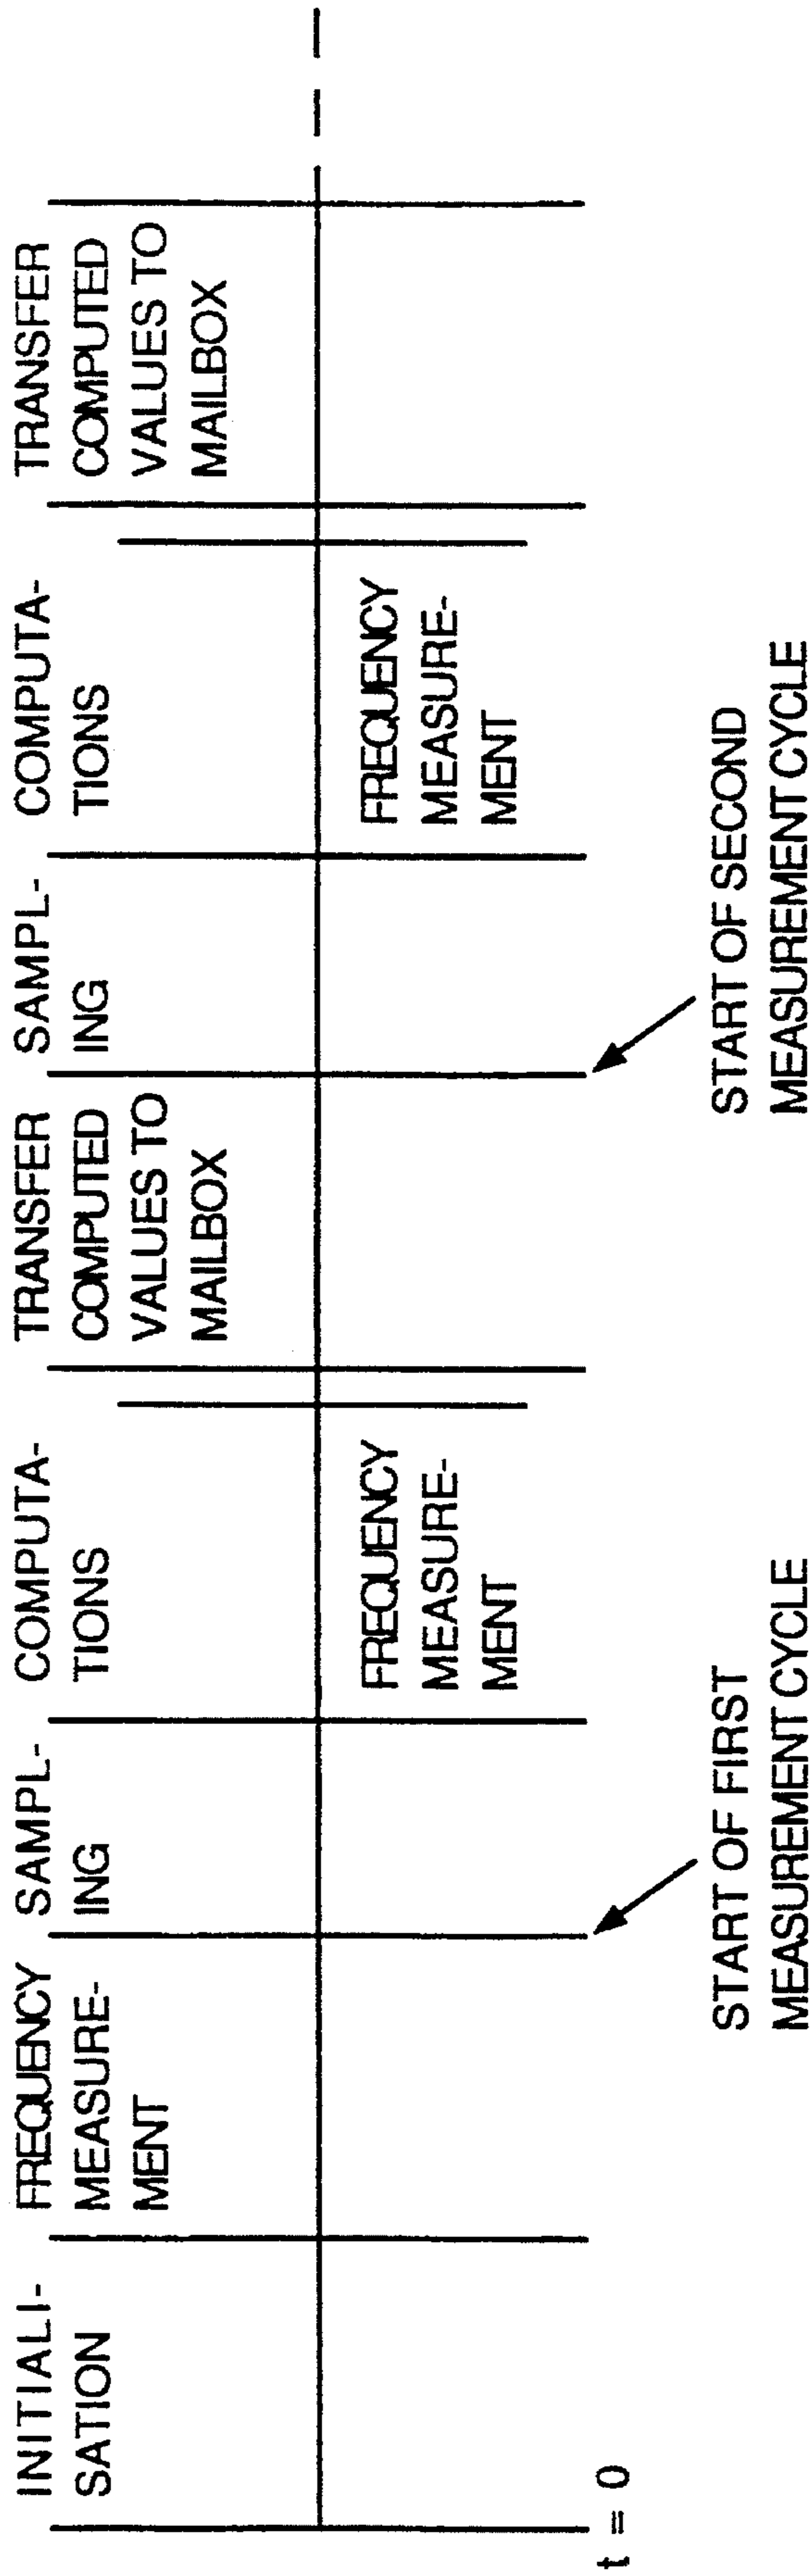 INITIALI-
SATION
FREQUENCY
MEASURE-
MENT
SAMPL-
ING
COMPUTA-
TIONS
TRANSFER
COMPUTED
VALUES TO
MAILBOX
SAMPL-
ING
COMPUTA-
TIONS
TRANSFER
COMPUTED
VALUES TO
MAILBOX
FREQUENCY
MEASURE-
MENT
FREQUENCY
MEASURE-
MENT
t = 0
START OF FIRST
MEASUREMENT CYCLE
START OF SECOND
MEASUREMENT CYCLE